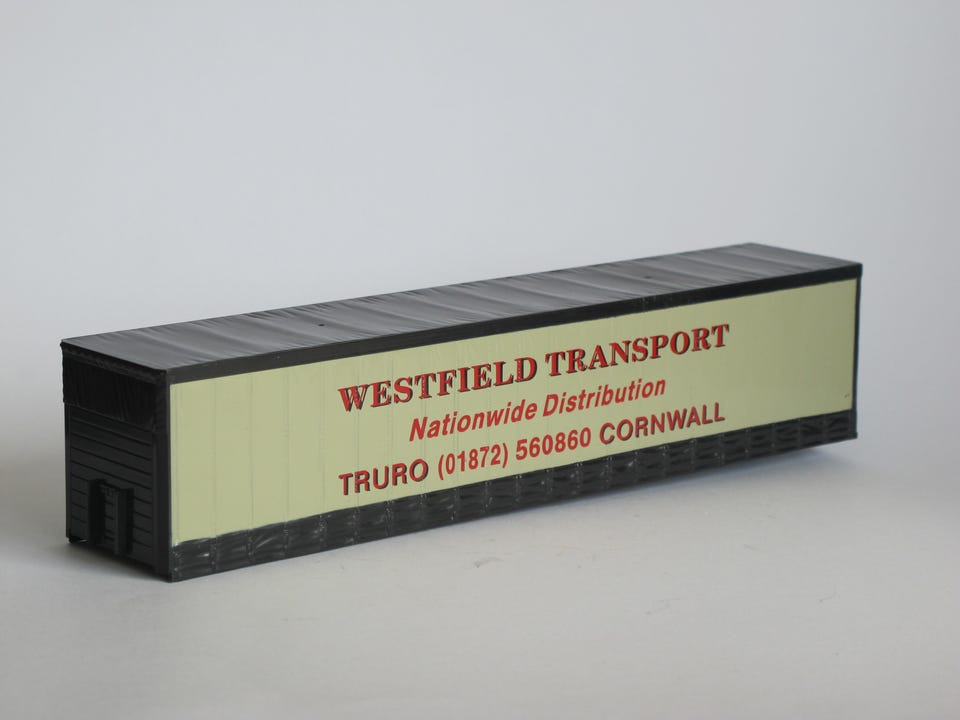 WESTFIELD TRANSPORT
Nationwide Distribution
TRURO (01872) 560860 CORNWALL